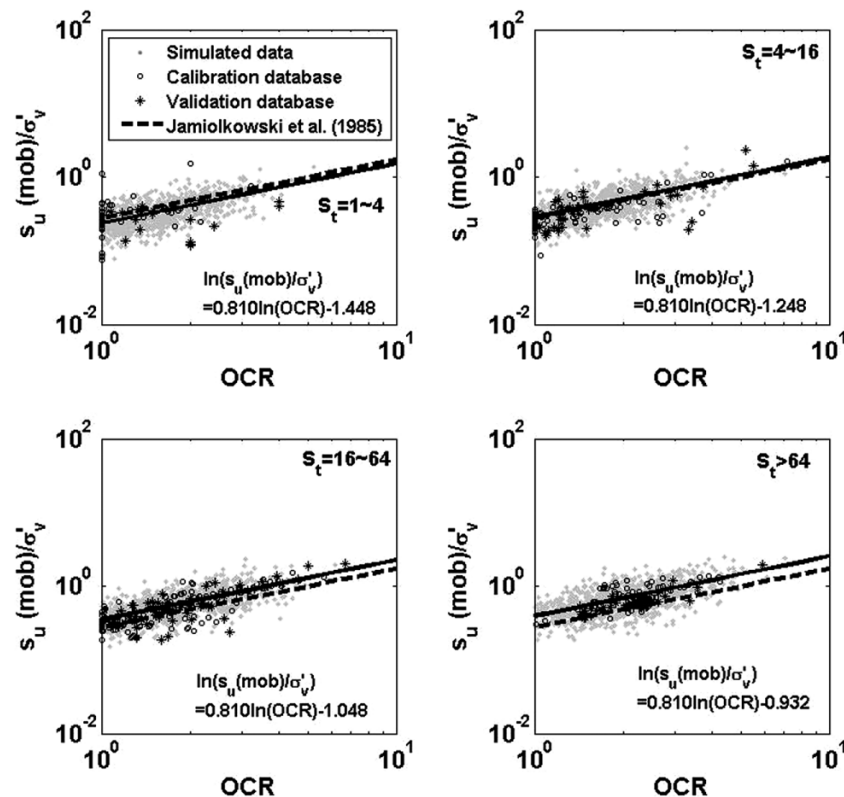 10^2
Simulated data
Calibration database
Validation database
Jamiolkowski et al. (1985)
s_u (mob)/σ'_v
10^0
S_t=1~4
ln(s_u(mob)/σ'_v)
=0.810ln(OCR)-1.448
10^-2
10^0
10^1
OCR
10^2
S_t=4~16
s_u (mob)/σ'_v
10^0
ln(s_u(mob)/σ'_v)
=0.810ln(OCR)-1.248
10^-2
10^0
10^1
OCR
10^2
S_t=16~64
s_u (mob)/σ'_v
10^0
ln(s_u(mob)/σ'_v)
=0.810ln(OCR)-1.048
10^-2
10^0
10^1
OCR
10^2
S_t>64
s_u (mob)/σ'_v
10^0
ln(s_u(mob)/σ'_v)
=0.810ln(OCR)-0.932
10^-2
10^0
10^1
OCR